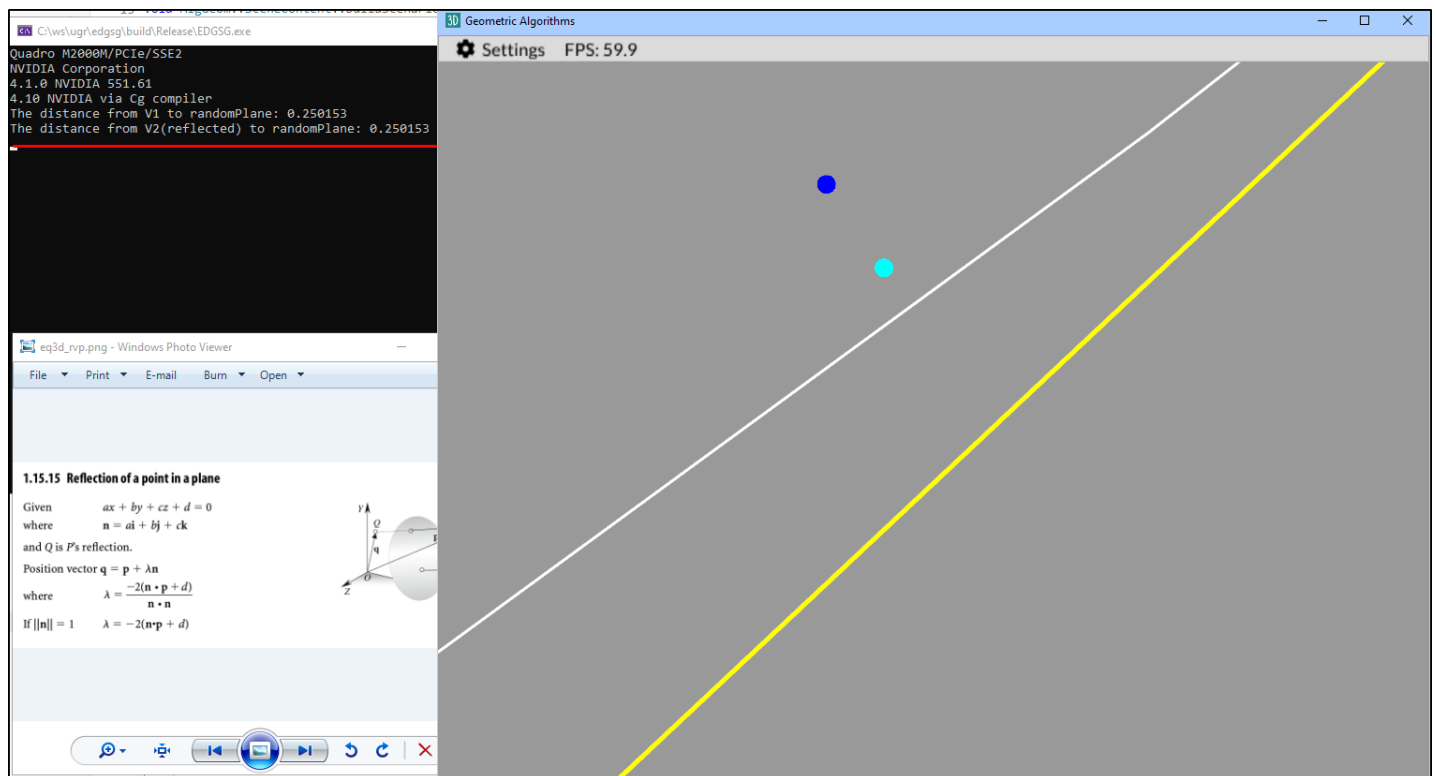 C:\ws\ugr\edgsg\build\Release\EDGSG.exe
Quadro M2000M/PCIe/SSE2
NVIDIA Corporation
4.1.0 NVIDIA 551.61
4.10 NVIDIA via Cg compiler
The distance from V1 to randomPlane: 0.250153
The distance from V2(reflected) to randomPlane: 0.250153
3D Geometric Algorithms
Settings FPS: 59.9
eq3d_rvp.png - Windows Photo Viewer
File Print E-mail Burn Open
1.15.15 Reflection of a point in a plane
Given ax + by + cz + d = 0
where n = ai + bj + ck
and Q is P's reflection.
Position vector q = p + λn
where λ = −2(n • p + d) / n • n
If ||n|| = 1 λ = −2(n•p + d)
Y
Q
q
O
Z